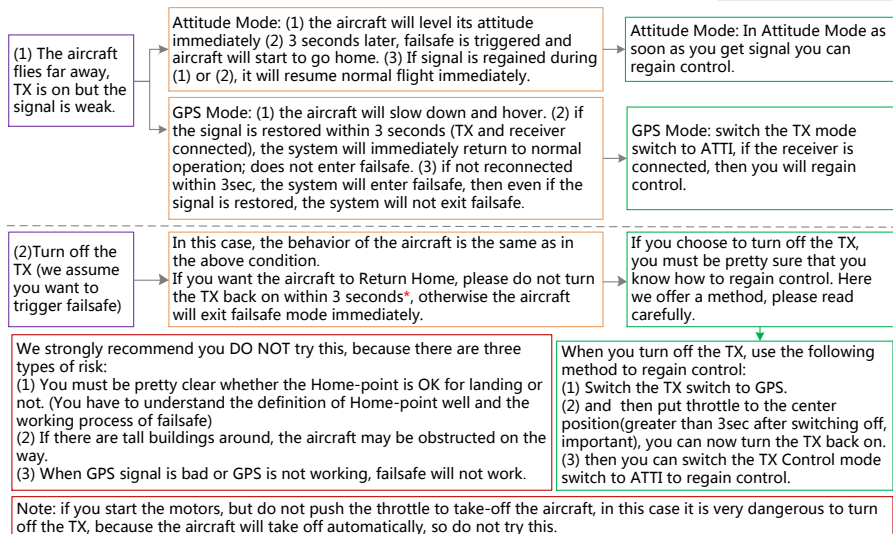 (1) The aircraft
flies far away,
TX is on but the
signal is weak.
Attitude Mode: (1) the aircraft will level its attitude
immediately (2) 3 seconds later, failsafe is triggered and
aircraft will start to go home. (3) If signal is regained during
(1) or (2), it will resume normal flight immediately.
Attitude Mode: In Attitude Mode as
soon as you get signal you can
regain control.
GPS Mode: (1) the aircraft will slow down and hover. (2) if
the signal is restored within 3 seconds (TX and receiver
connected), the system will immediately return to normal
operation; does not enter failsafe. (3) if not reconnected
within 3sec, the system will enter failsafe, then even if the
signal is restored, the system will not exit failsafe.
GPS Mode: switch the TX mode
switch to ATTI, if the receiver is
connected, then you will regain
control.
(2)Turn off the
TX (we assume
you want to
trigger failsafe)
In this case, the behavior of the aircraft is the same as in
the above condition.
If you want the aircraft to Return Home, please do not turn
the TX back on within 3 seconds*, otherwise the aircraft
will exit failsafe mode immediately.
If you choose to turn off the TX,
you must be pretty sure that you
know how to regain control. Here
we offer a method, please read
carefully.
We strongly recommend you DO NOT try this, because there are three
types of risk:
(1) You must be pretty clear whether the Home-point is OK for landing or
not. (You have to understand the definition of Home-point well and the
working process of failsafe)
(2) If there are tall buildings around, the aircraft may be obstructed on the
way.
(3) When GPS signal is bad or GPS is not working, failsafe will not work.
When you turn off the TX, use the following
method to regain control:
(1) Switch the TX switch to GPS.
(2) and then put throttle to the center
position(greater than 3sec after switching off,
important), you can now turn the TX back on.
(3) then you can switch the TX Control mode
switch to ATTI to regain control.
Note: if you start the motors, but do not push the throttle to take-off the aircraft, in this case it is very dangerous to turn
off the TX, because the aircraft will take off automatically, so do not try this.